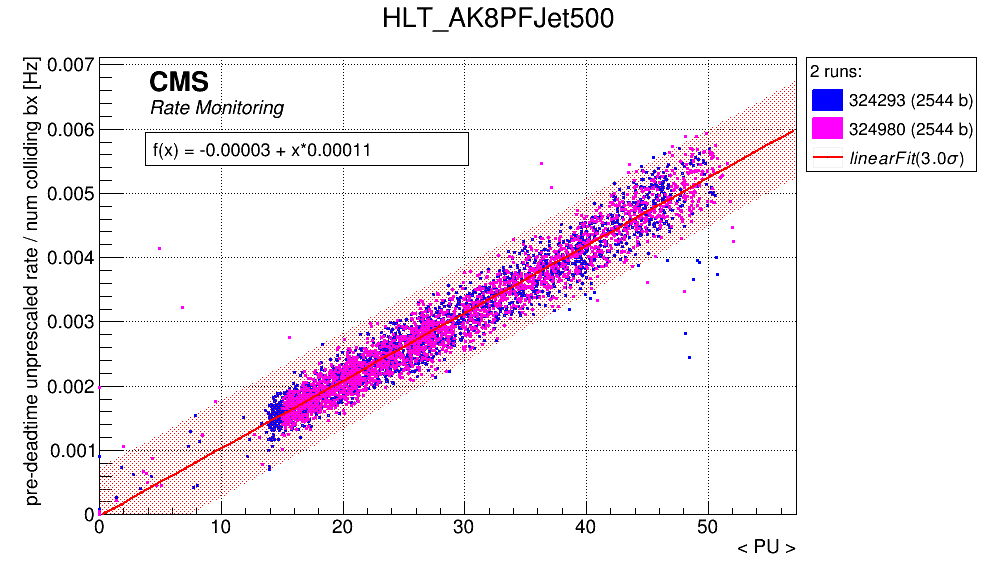 HLT_AK8PFJet500
pre-deadtime unprescaled rate / num colliding bx [Hz]
0.007
0.006
0.005
0.004
0.003
0.002
0.001
0
CMS
Rate Monitoring
f(x) = -0.00003 + x*0.00011
0 10 20 30 40 50
< PU >
2 runs:
324293 (2544 b)
324980 (2544 b)
linearFit(3.0σ)